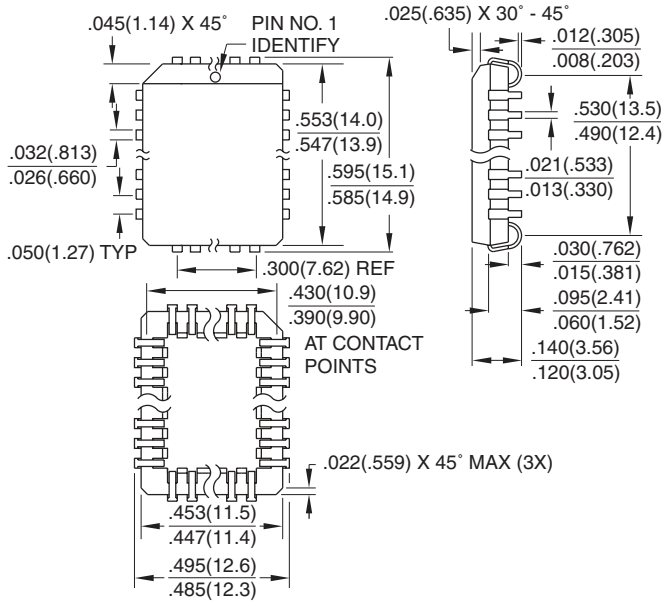 .045(1.14) X 45°
PIN NO. 1
IDENTIFY
.025(.635) X 30° - 45°
.012(.305)
.008(.203)
.553(14.0)
.547(13.9)
.530(13.5)
.490(12.4)
.032(.813)
.026(.660)
.595(15.1)
.585(14.9)
.021(.533)
.013(.330)
.050(1.27) TYP
.300(7.62) REF
.030(.762)
.015(.381)
.430(10.9)
.390(9.90)
AT CONTACT
POINTS
.095(2.41)
.060(1.52)
.140(3.56)
.120(3.05)
.022(.559) X 45° MAX (3X)
.453(11.5)
.447(11.4)
.495(12.6)
.485(12.3)